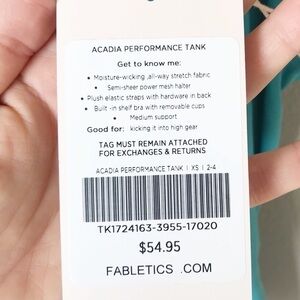 ACADIA PERFORMANCE TANK
Get to know me:
• Moisture-wicking ,all-way stretch fabric
• Semi-sheer power mesh halter
• Plush elastic straps with hardware in back
• Built -in shelf bra with removable cups
• Medium support
Good for: kicking it into high gear
TAG MUST REMAIN ATTACHED
FOR EXCHANGES & RETURNS
ACADIA PERFORMANCE TANK | XS | 2-4
TK1724163-3955-17020
$54.95
FABLETICS .COM